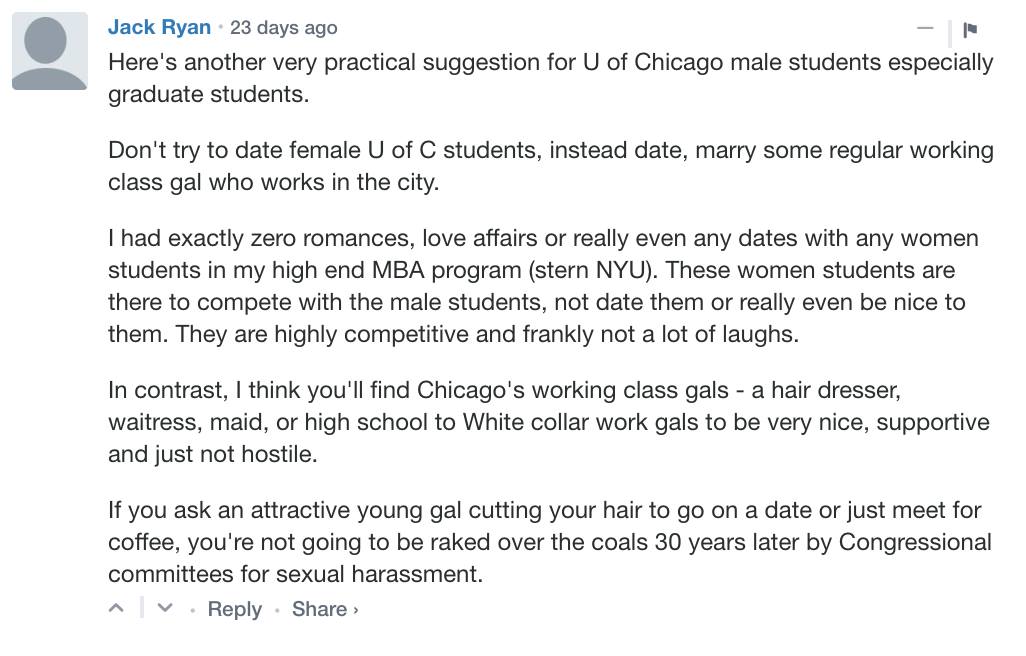 Jack Ryan • 23 days ago
Here's another very practical suggestion for U of Chicago male students especially
graduate students.
Don't try to date female U of C students, instead date, marry some regular working
class gal who works in the city.
I had exactly zero romances, love affairs or really even any dates with any women
students in my high end MBA program (stern NYU). These women students are
there to compete with the male students, not date them or really even be nice to
them. They are highly competitive and frankly not a lot of laughs.
In contrast, I think you'll find Chicago's working class gals - a hair dresser,
waitress, maid, or high school to White collar work gals to be very nice, supportive
and just not hostile.
If you ask an attractive young gal cutting your hair to go on a date or just meet for
coffee, you're not going to be raked over the coals 30 years later by Congressional
committees for sexual harassment.
• Reply • Share ›